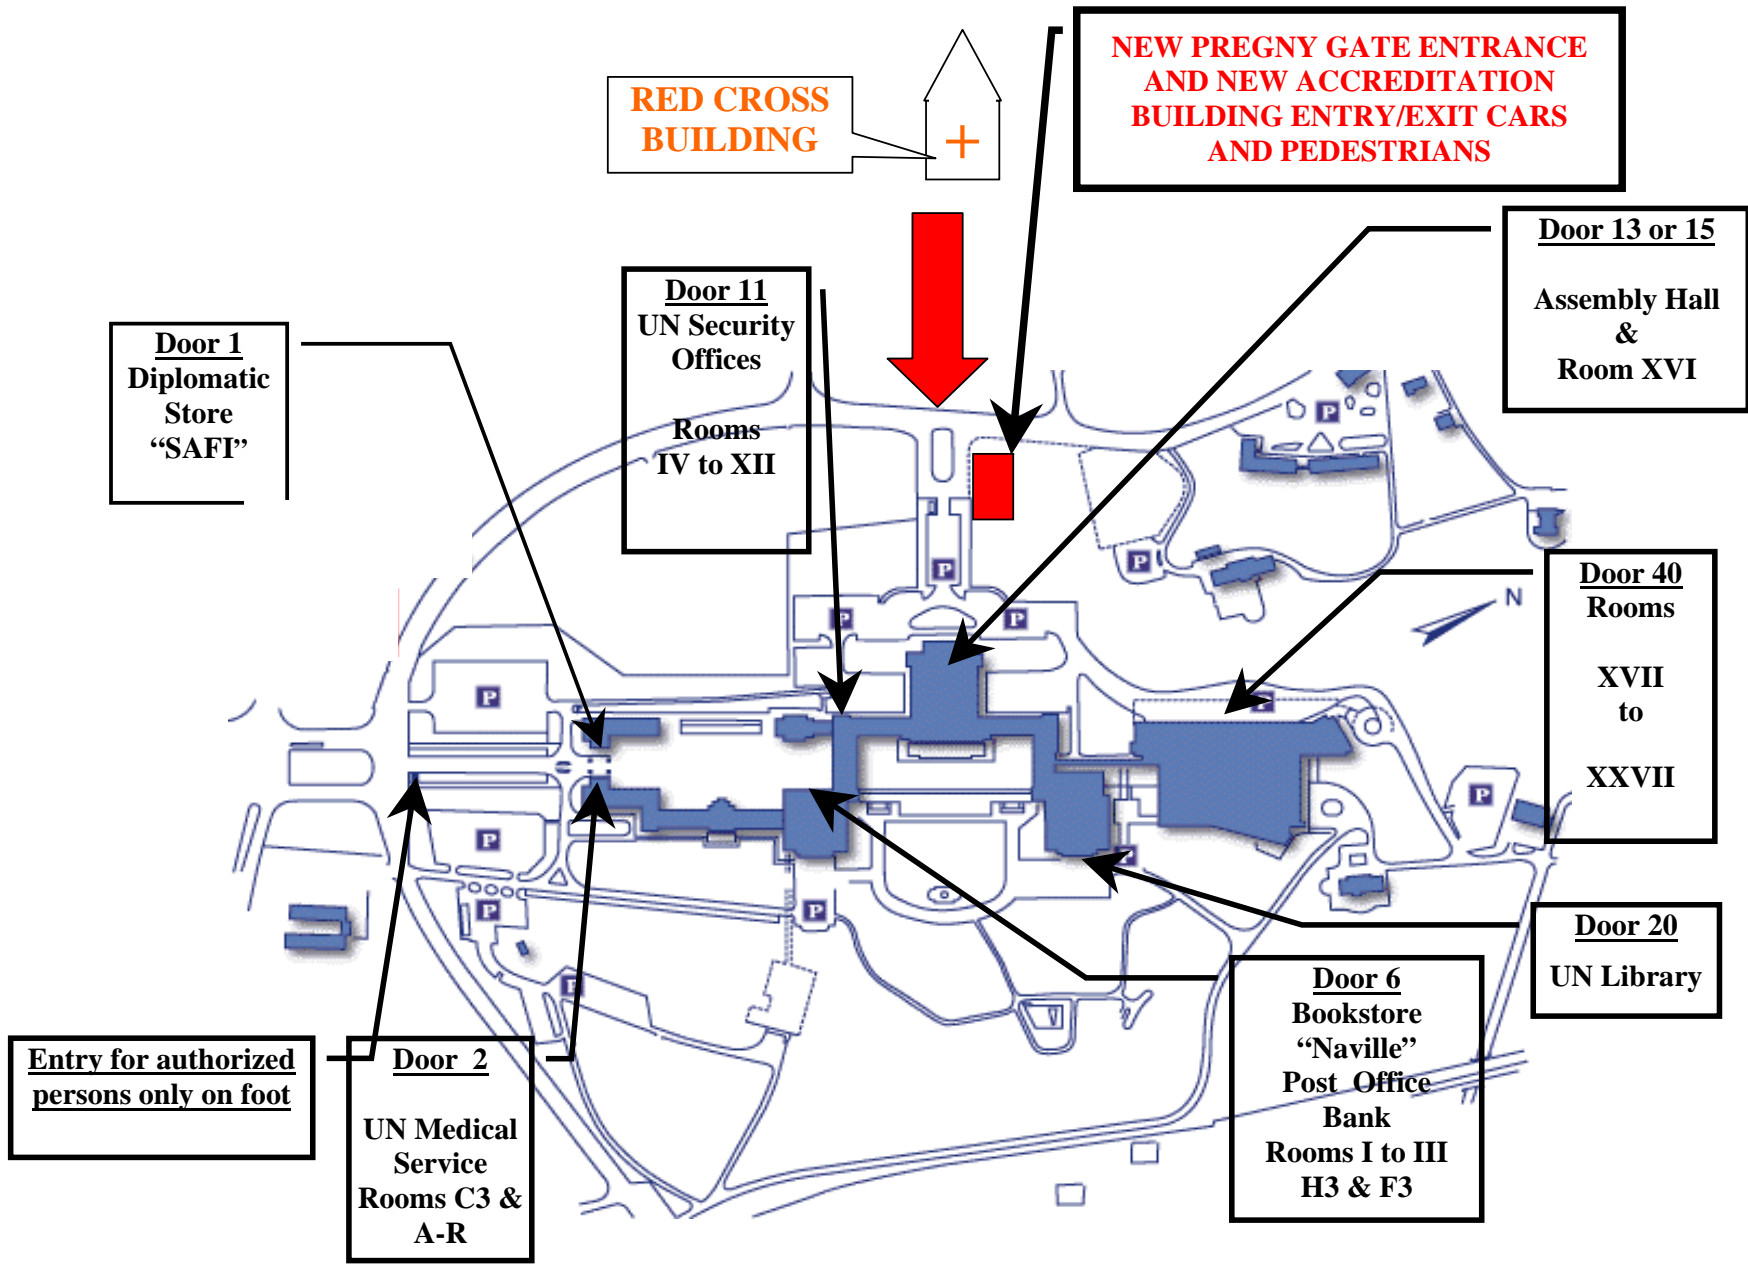 RED CROSS
BUILDING
NEW PREGNY GATE ENTRANCE
AND NEW ACCREDITATION
BUILDING ENTRY/EXIT CARS
AND PEDESTRIANS
Door 13 or 15
Assembly Hall
&
Room XVI
Door 11
UN Security
Offices
Rooms
IV to XII
Door 1
Diplomatic
Store
“SAFI”
Door 40
Rooms
XVII
to
XXVII
N
P
P
P
P
P
P
P
P
P
P
P
P
P
P
Door 20
UN Library
Door 6
Bookstore
“Naville”
Post Office
Bank
Rooms I to III
H3 & F3
Entry for authorized
persons only on foot
Door 2
UN Medical
Service
Rooms C3 &
A-R